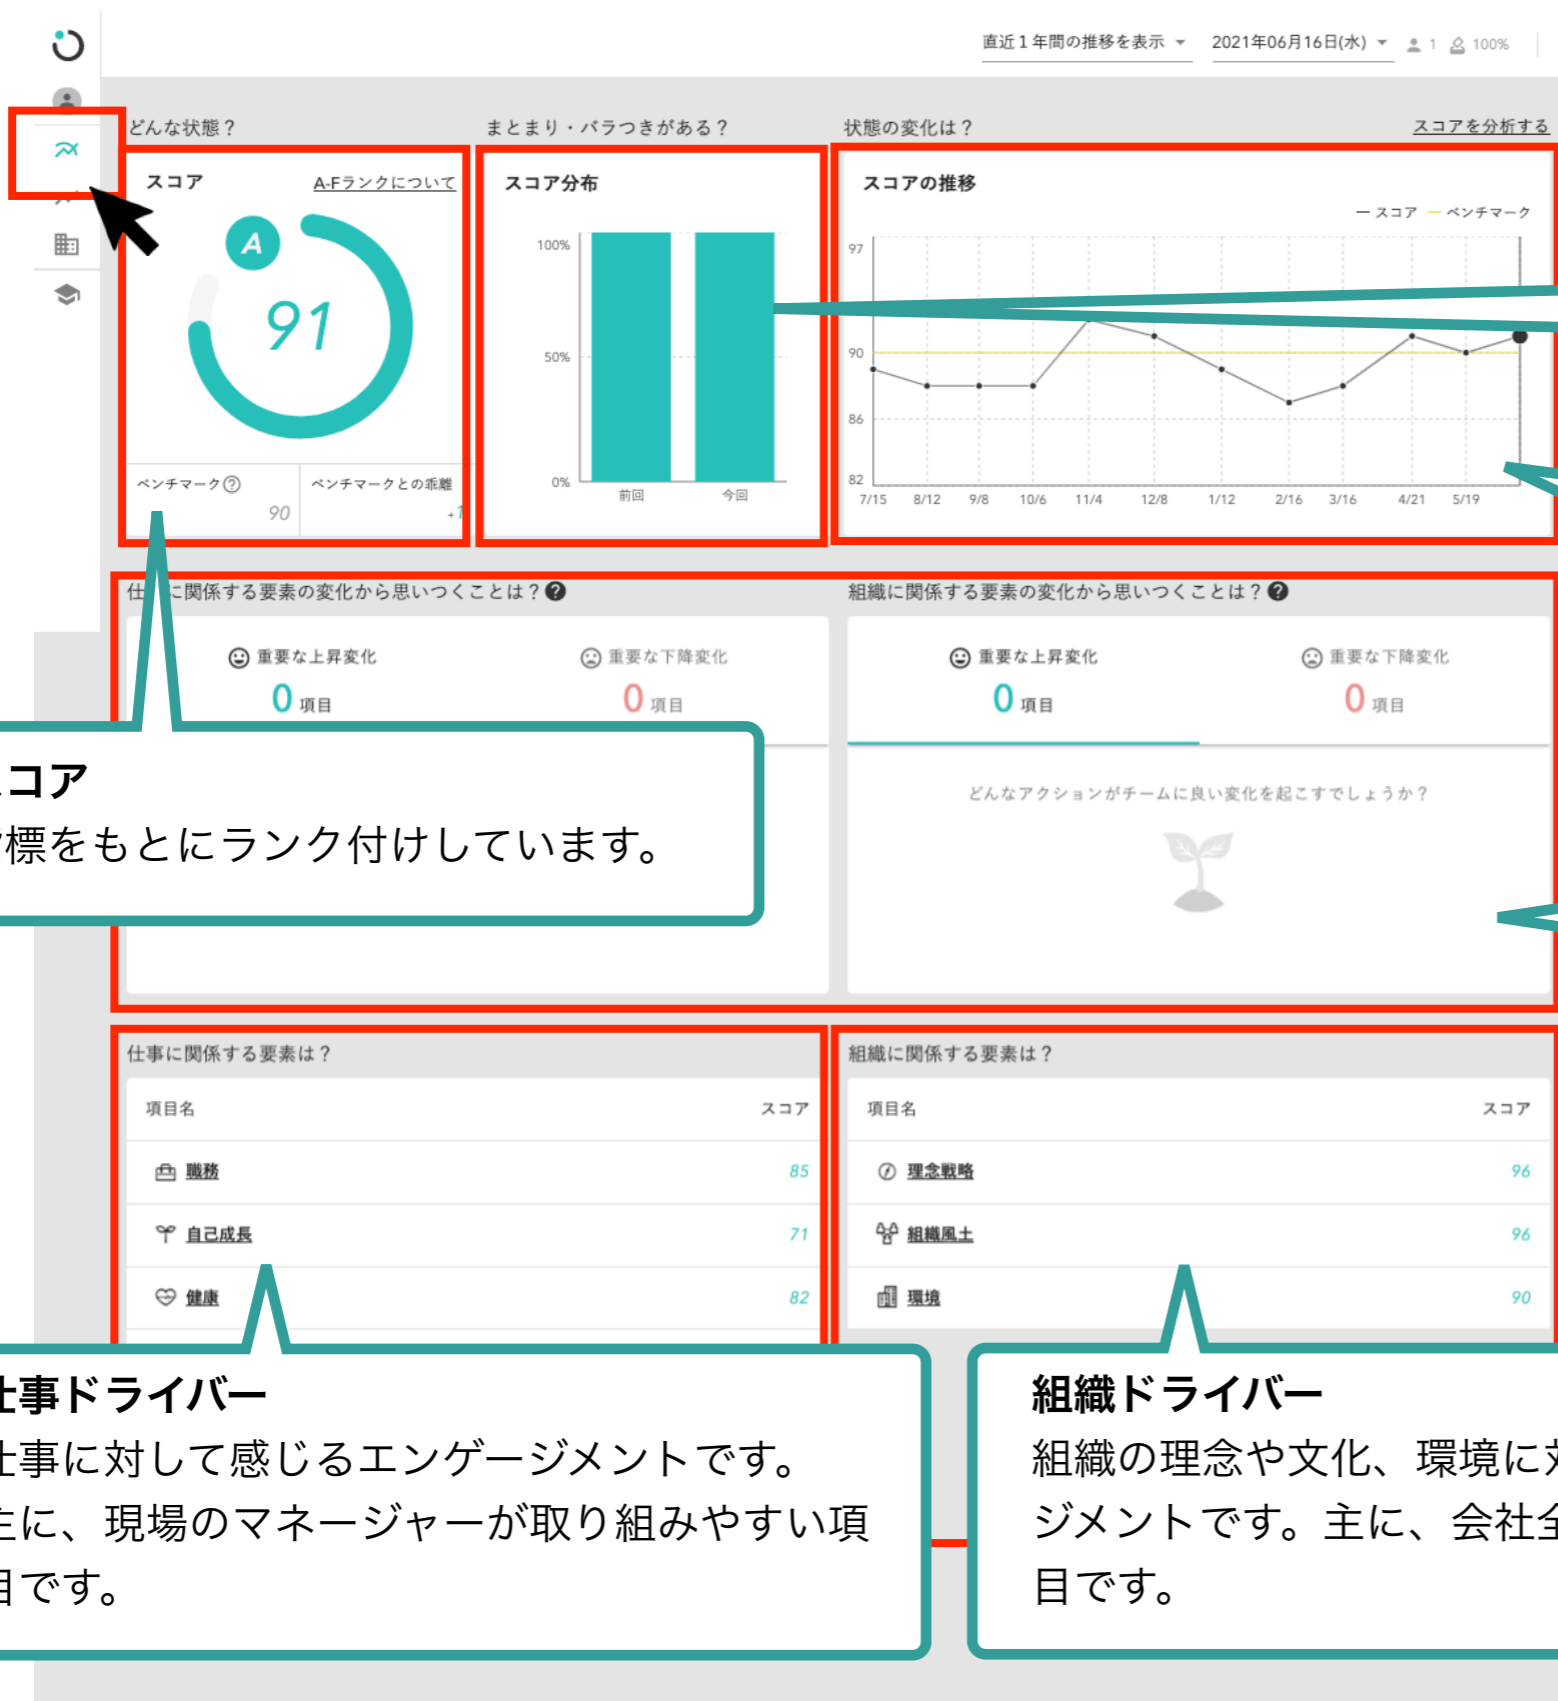 直近１年間の推移を表示
2021年06月16日(水)
1
100%
どんな状態？
まとまり・バラつきがある？
状態の変化は？
スコアを分析する
スコア
A-Fランクについて
A
91
ベンチマーク
90
ベンチマークとの乖離
+1
スコア分布
100%
50%
0%
前回
今回
スコアの推移
スコア
ベンチマーク
97
90
86
82
7/15
8/12
9/8
10/6
11/4
12/8
1/12
2/16
3/16
4/21
5/19
に関係する要素の変化から思いつくことは？
組織に関係する要素の変化から思いつくことは？
重要な上昇変化
0 項目
重要な下降変化
0 項目
重要な上昇変化
0 項目
重要な下降変化
0 項目
どんなアクションがチームに良い変化を起こすでしょうか？
コア
標をもとにランク付けしています。
仕事に関係する要素は？
項目名
スコア
職務
85
自己成長
71
健康
82
組織に関係する要素は？
項目名
スコア
理念戦略
96
組織風土
96
環境
90
仕事ドライバー
仕事に対して感じるエンゲージメントです。
主に、現場のマネージャーが取り組みやすい項
目です。
組織ドライバー
組織の理念や文化、環境に
ジメントです。主に、会社全
目です。